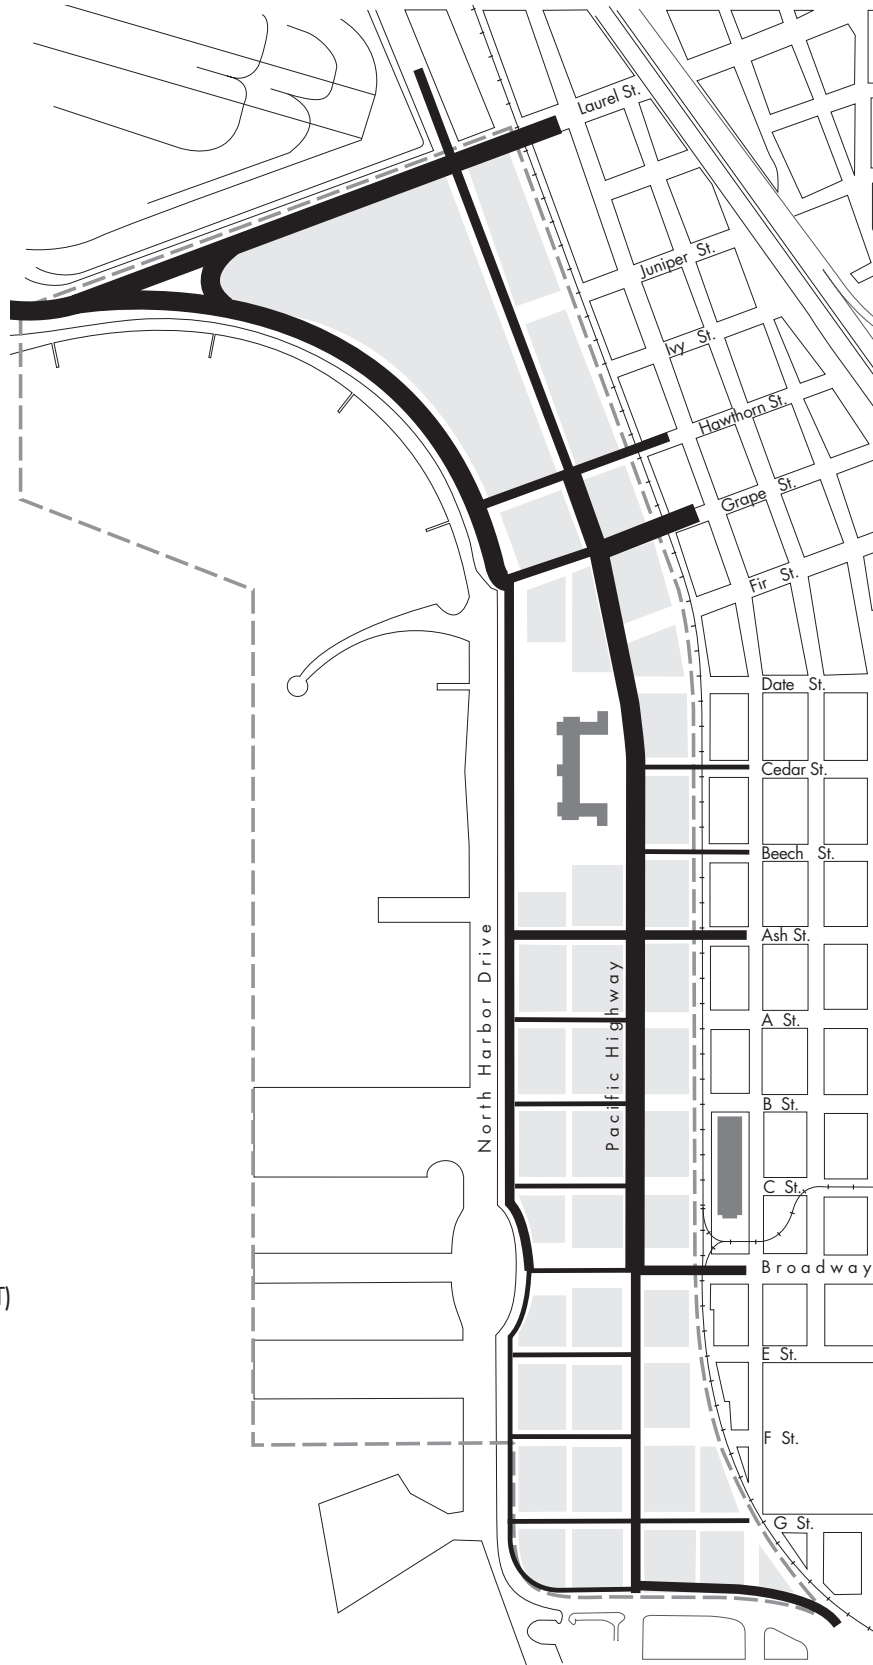 Laurel St.
Juniper St.
Ivy St.
Hawthorn St.
Grape St.
Fir St.
Date St.
Cedar St.
Beech St.
Ash St.
North Harbor Drive
Pacific Highway
A St.
B St.
C St.
Broadway
T)
E St.
F St.
G St.